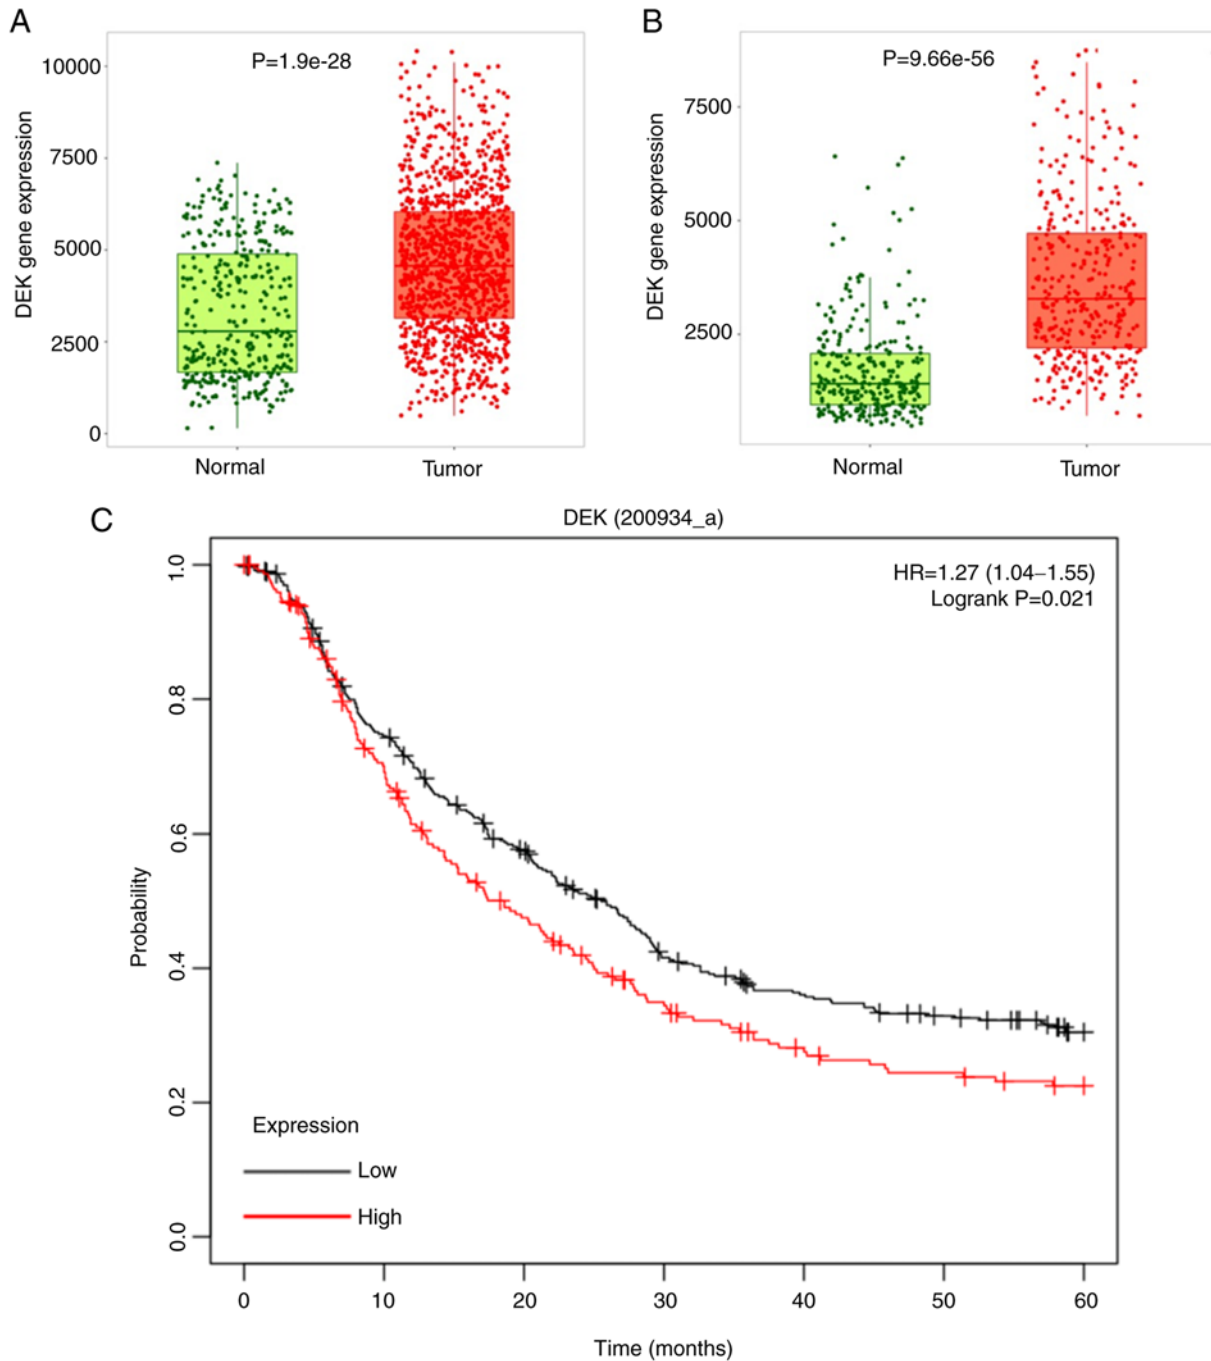 A
P=1.9e-28
DEK gene expression
10000
7500
5000
2500
0
Normal
Tumor
B
P=9.66e-56
DEK gene expression
7500
5000
2500
Normal
Tumor
C
DEK (200934_a)
HR=1.27 (1.04–1.55)
Logrank P=0.021
Probability
1.0
0.8
0.6
0.4
0.2
0.0
Expression
Low
High
0 10 20 30 40 50 60
Time (months)